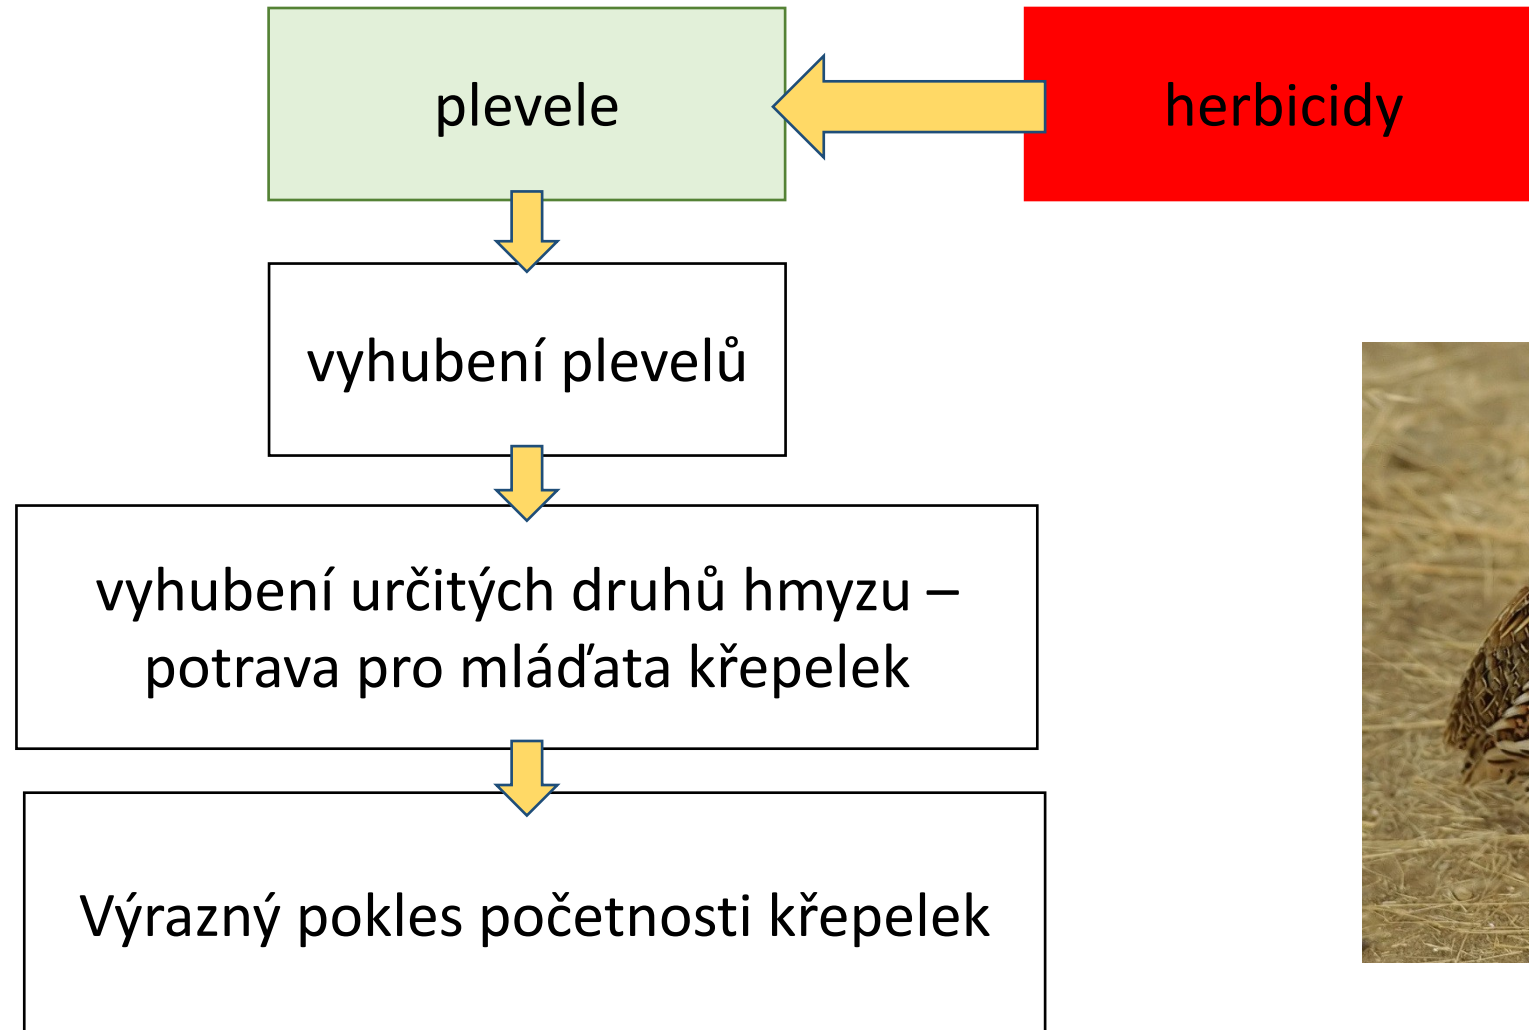 plevele
herbicidy
vyhubení plevelů
vyhubení určitých druhů hmyzu –
potrava pro mláďata křepelek
Výrazný pokles početnosti křepelek